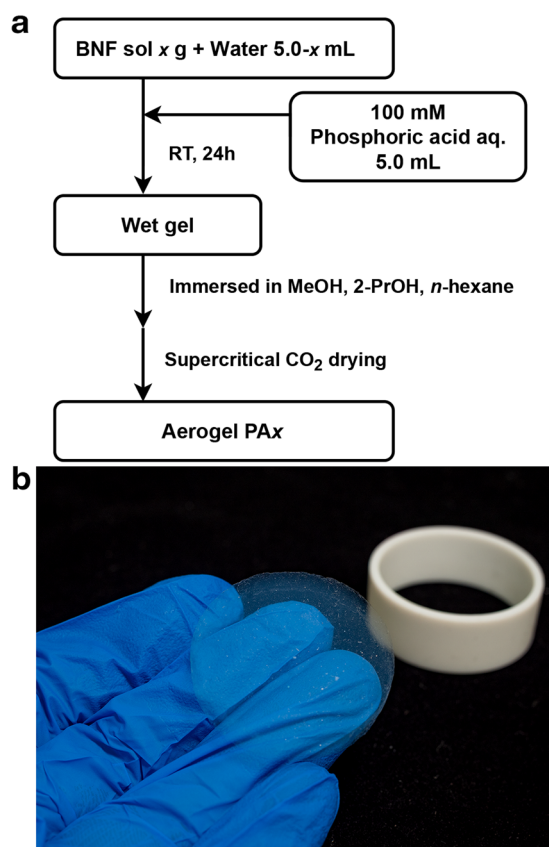 a
BNF sol x g + Water 5.0-x mL
100 mM
Phosphoric acid aq.
5.0 mL
RT, 24h
Wet gel
Immersed in MeOH, 2-PrOH, n-hexane
Supercritical CO₂ drying
Aerogel PAx
b